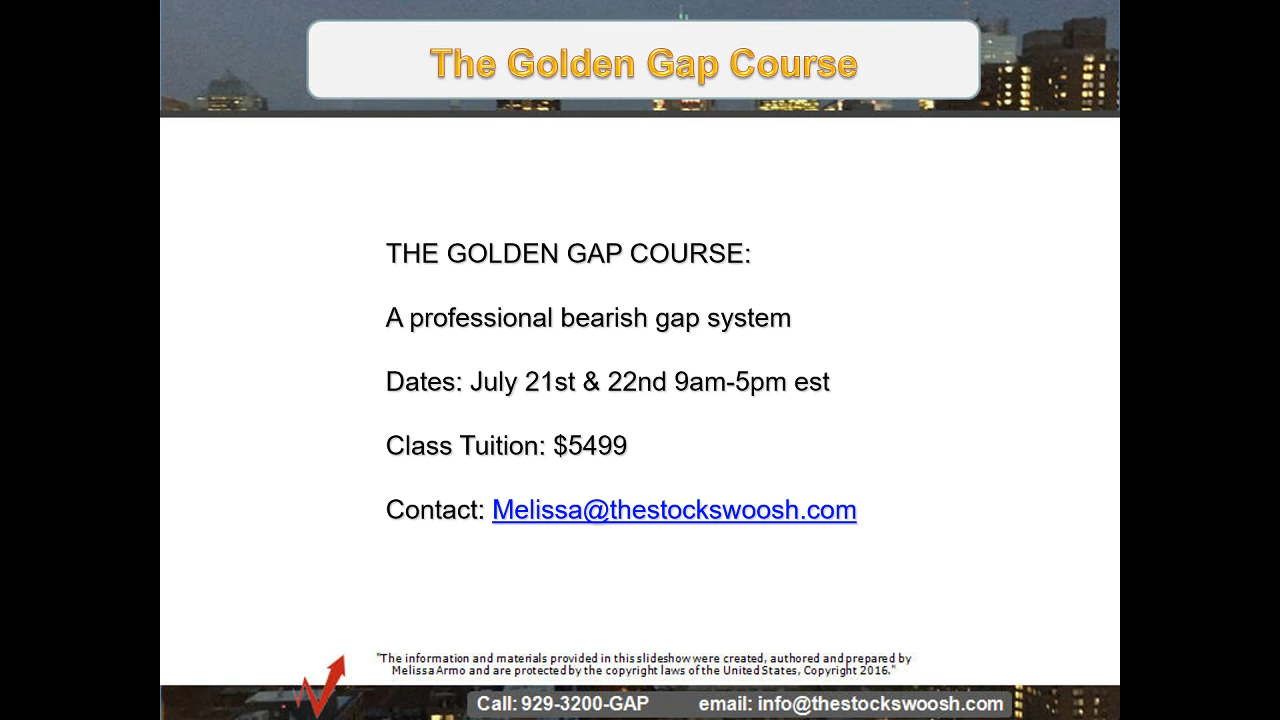 The Golden Gap Course
THE GOLDEN GAP COURSE:
A professional bearish gap system
Dates: July 21st & 22nd 9am-5pm est
Class Tuition: $5499
Contact: Melissa@thestockswoosh.com
"The information and materials provided in this slideshow were created, authored and prepared by
Melissa Armo and are protected by the copyright laws of the United States, Copyright 2016."
Call: 929-3200-GAP email: info@thestockswoosh.com